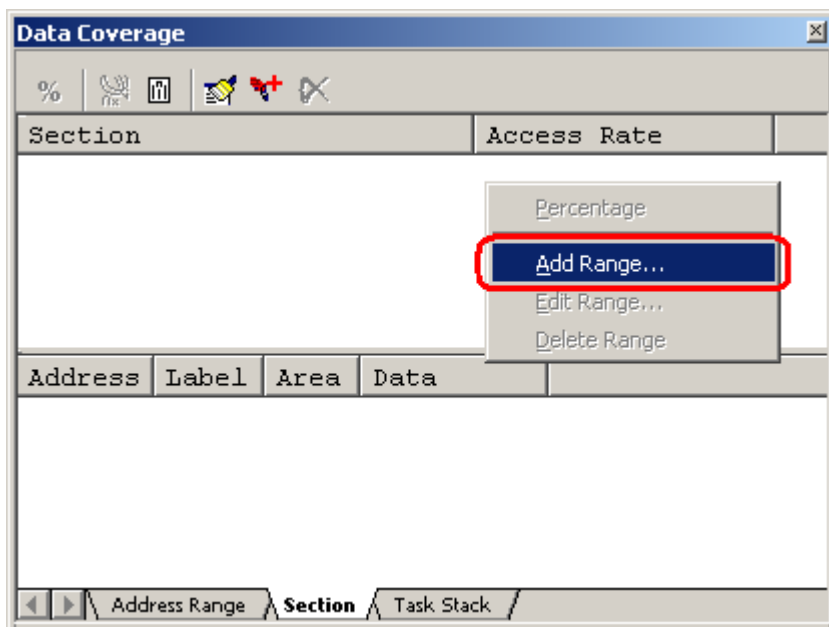 Data Coverage
%
Section Access Rate
Percentage
Add Range...
Edit Range...
Delete Range
Address Label Area Data
Address Range Section Task Stack